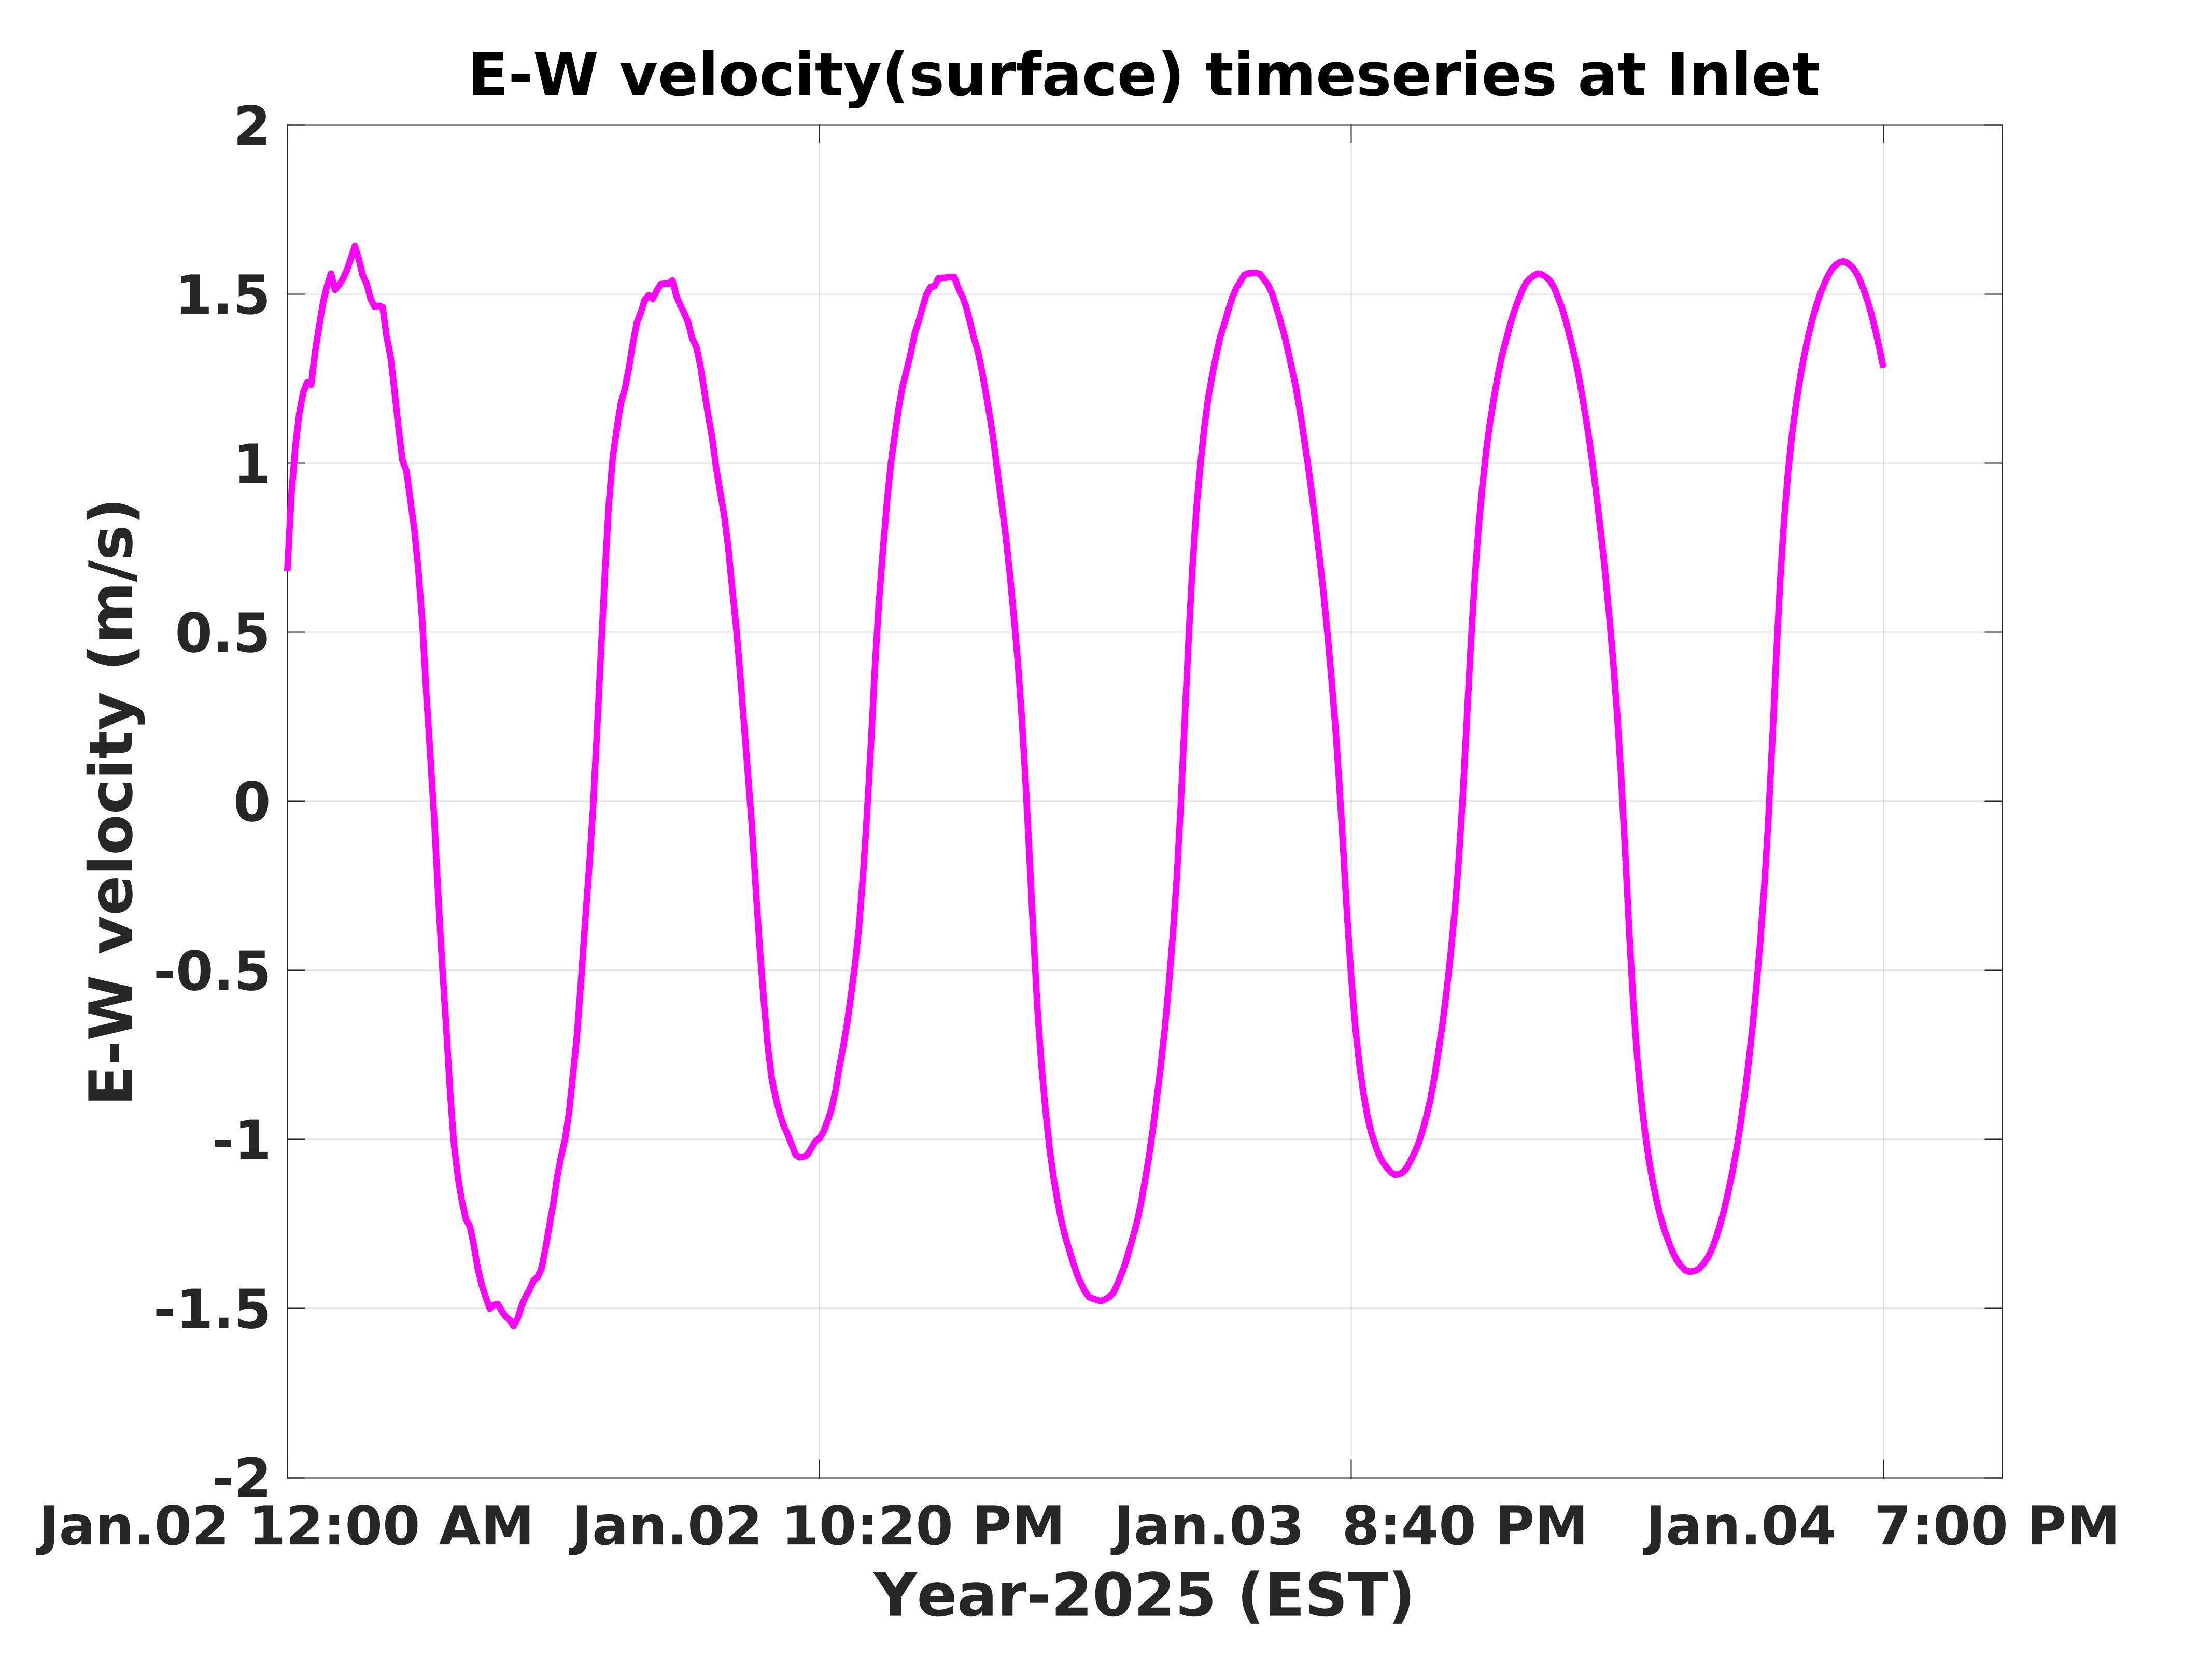 E-W velocity(surface) timeseries at Inlet
E-W velocity (m/s)
2
1.5
1
0.5
0
-0.5
-1
-1.5
-2
Jan.02 12:00 AM
Jan.02 10:20 PM
Jan.03 8:40 PM
Jan.04 7:00 PM
Year-2025 (EST)